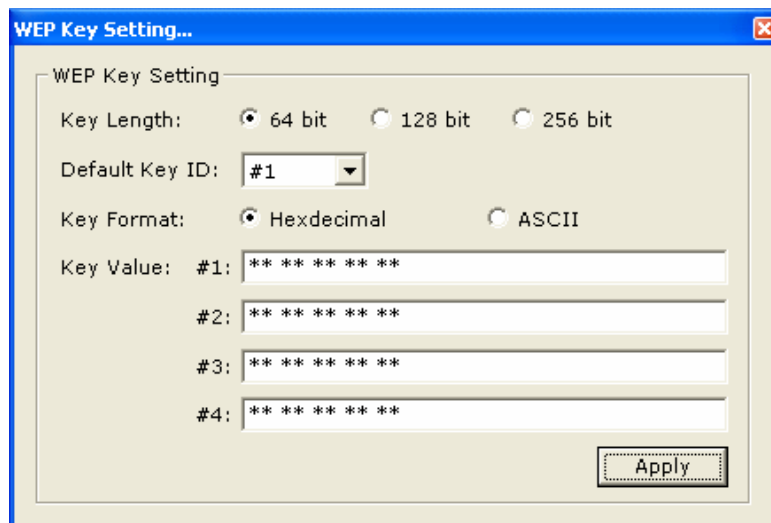 WEP Key Setting...
WEP Key Setting
Key Length: 64 bit 128 bit 256 bit
Default Key ID: #1
Key Format: Hexdecimal ASCII
Key Value: #1: ** ** ** ** **
#2: ** ** ** ** **
#3: ** ** ** ** **
#4: ** ** ** ** **
Apply